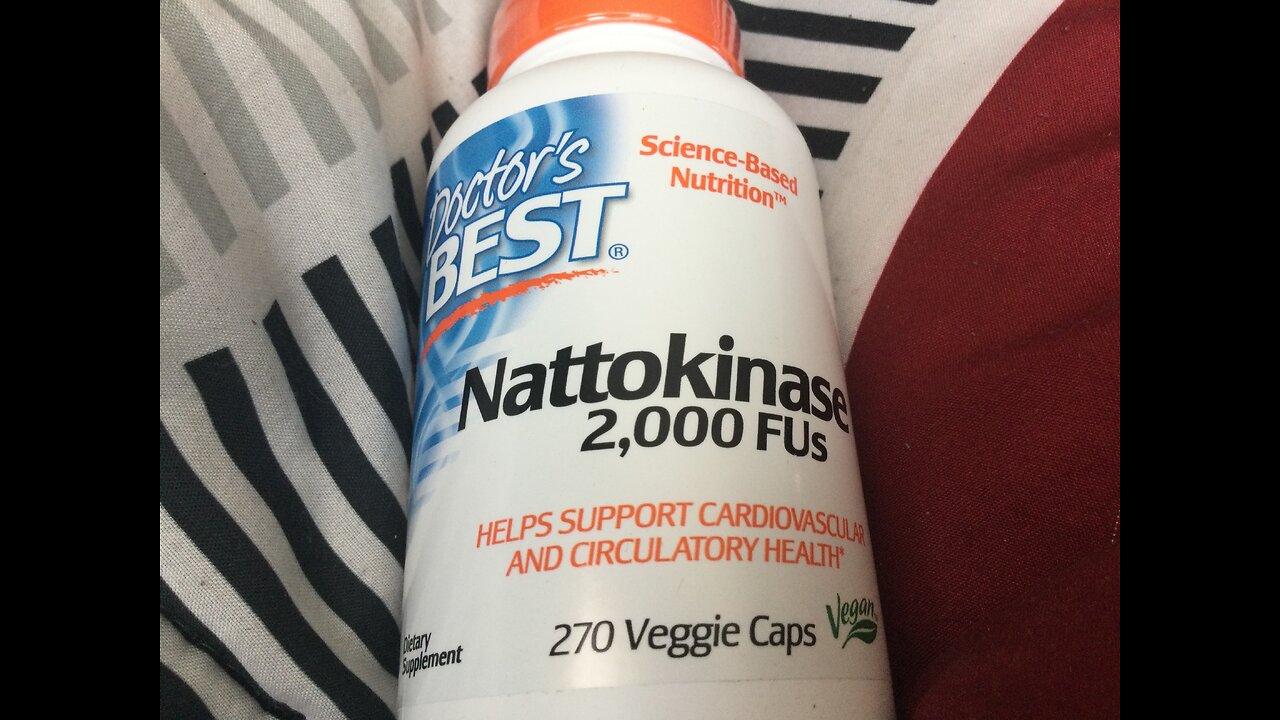 Doctor's
BEST®
Science-Based
Nutrition™
Nattokinase
2,000 FUs
HELPS SUPPORT CARDIOVASCULAR
AND CIRCULATORY HEALTH*
270 Veggie Caps
Vegan
Dietary
Supplement